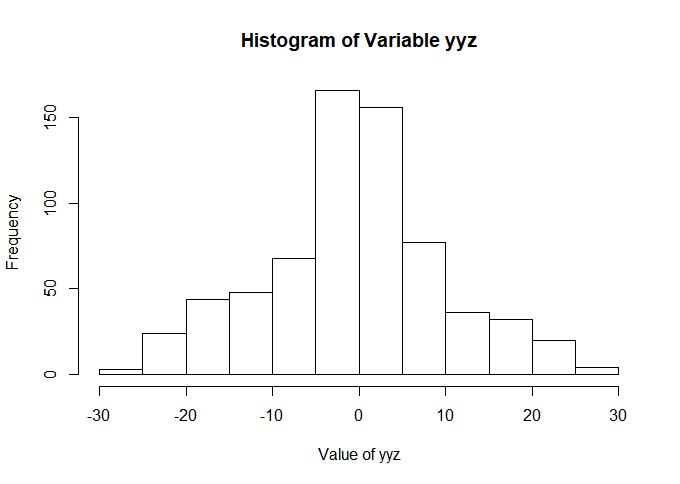 Histogram of Variable yyz
Frequency
150
100
50
0
-30 -20 -10 0 10 20 30
Value of yyz